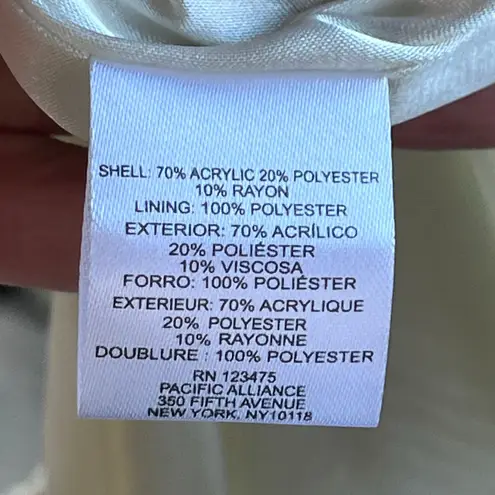 SHELL: 70% ACRYLIC 20% POLYESTER
10% RAYON
LINING: 100% POLYESTER
EXTERIOR: 70% ACRÍLICO
20% POLIÉSTER
10% VISCOSA
FORRO: 100% POLIÉSTER
EXTERIEUR: 70% ACRYLIQUE
20% POLYESTER
10% RAYONNE
DOUBLURE : 100% POLYESTER
RN 123475
PACIFIC ALLIANCE
350 FIFTH AVENUE
NEW YORK, NY10118